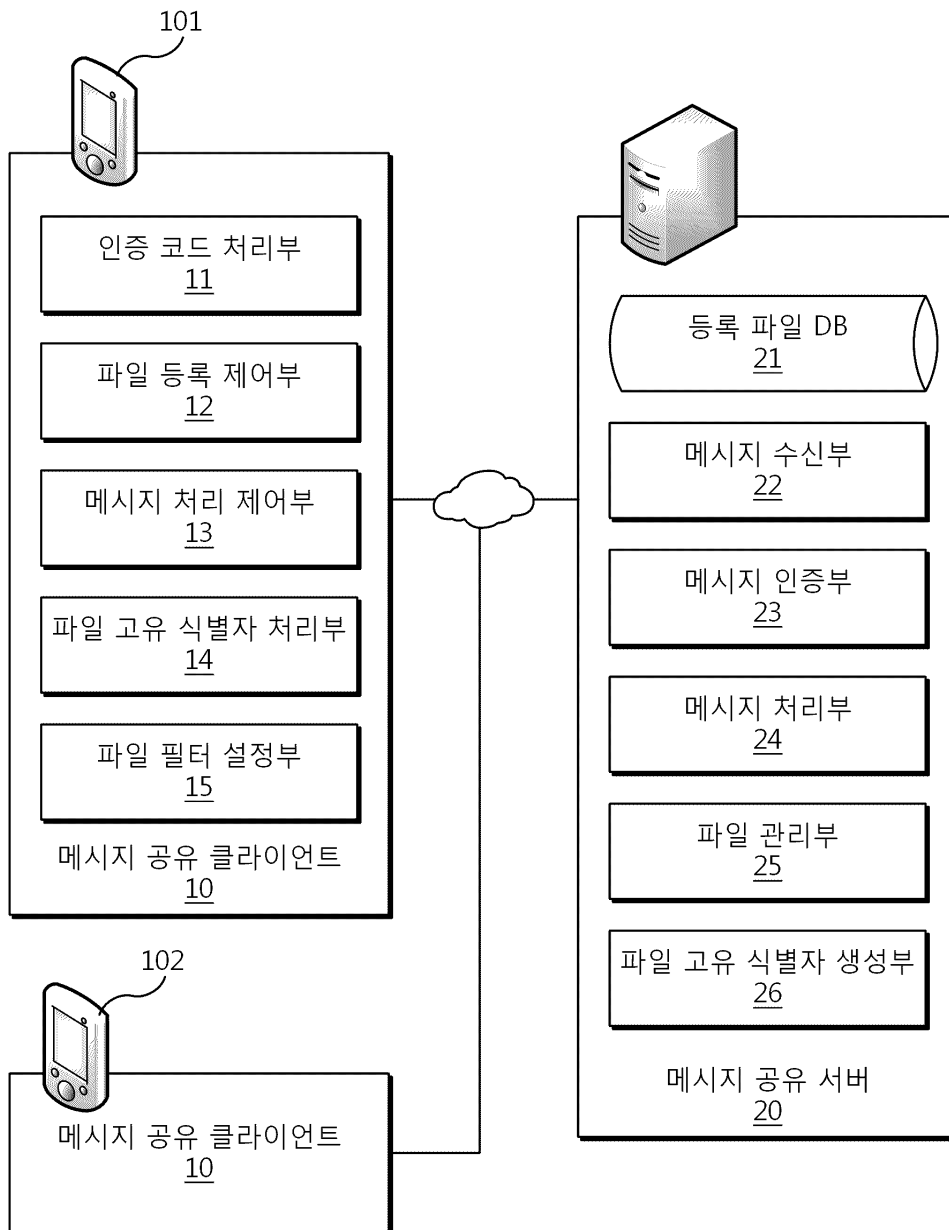 101
인증 코드 처리부
11
파일 등록 제어부
12
메시지 처리 제어부
13
파일 고유 식별자 처리부
14
파일 필터 설정부
15
메시지 공유 클라이언트
10
102
메시지 공유 클라이언트
10
등록 파일 DB
21
메시지 수신부
22
메시지 인증부
23
메시지 처리부
24
파일 관리부
25
파일 고유 식별자 생성부
26
메시지 공유 서버
20